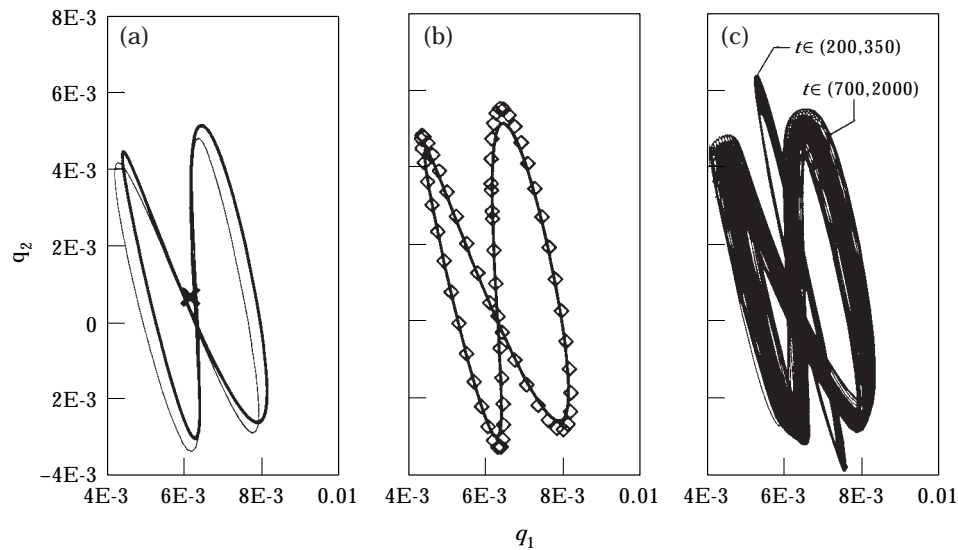 8E-3
(a)
(b)
(c)
t∈ (200,350)
6E-3
t∈ (700,2000)
4E-3
q2
2E-3
0
2E-3
−4E-3
4E-3 6E-3 8E-3 0.01 4E-3 6E-3 8E-3 0.01 4E-3 6E-3 8E-3 0.01
q1